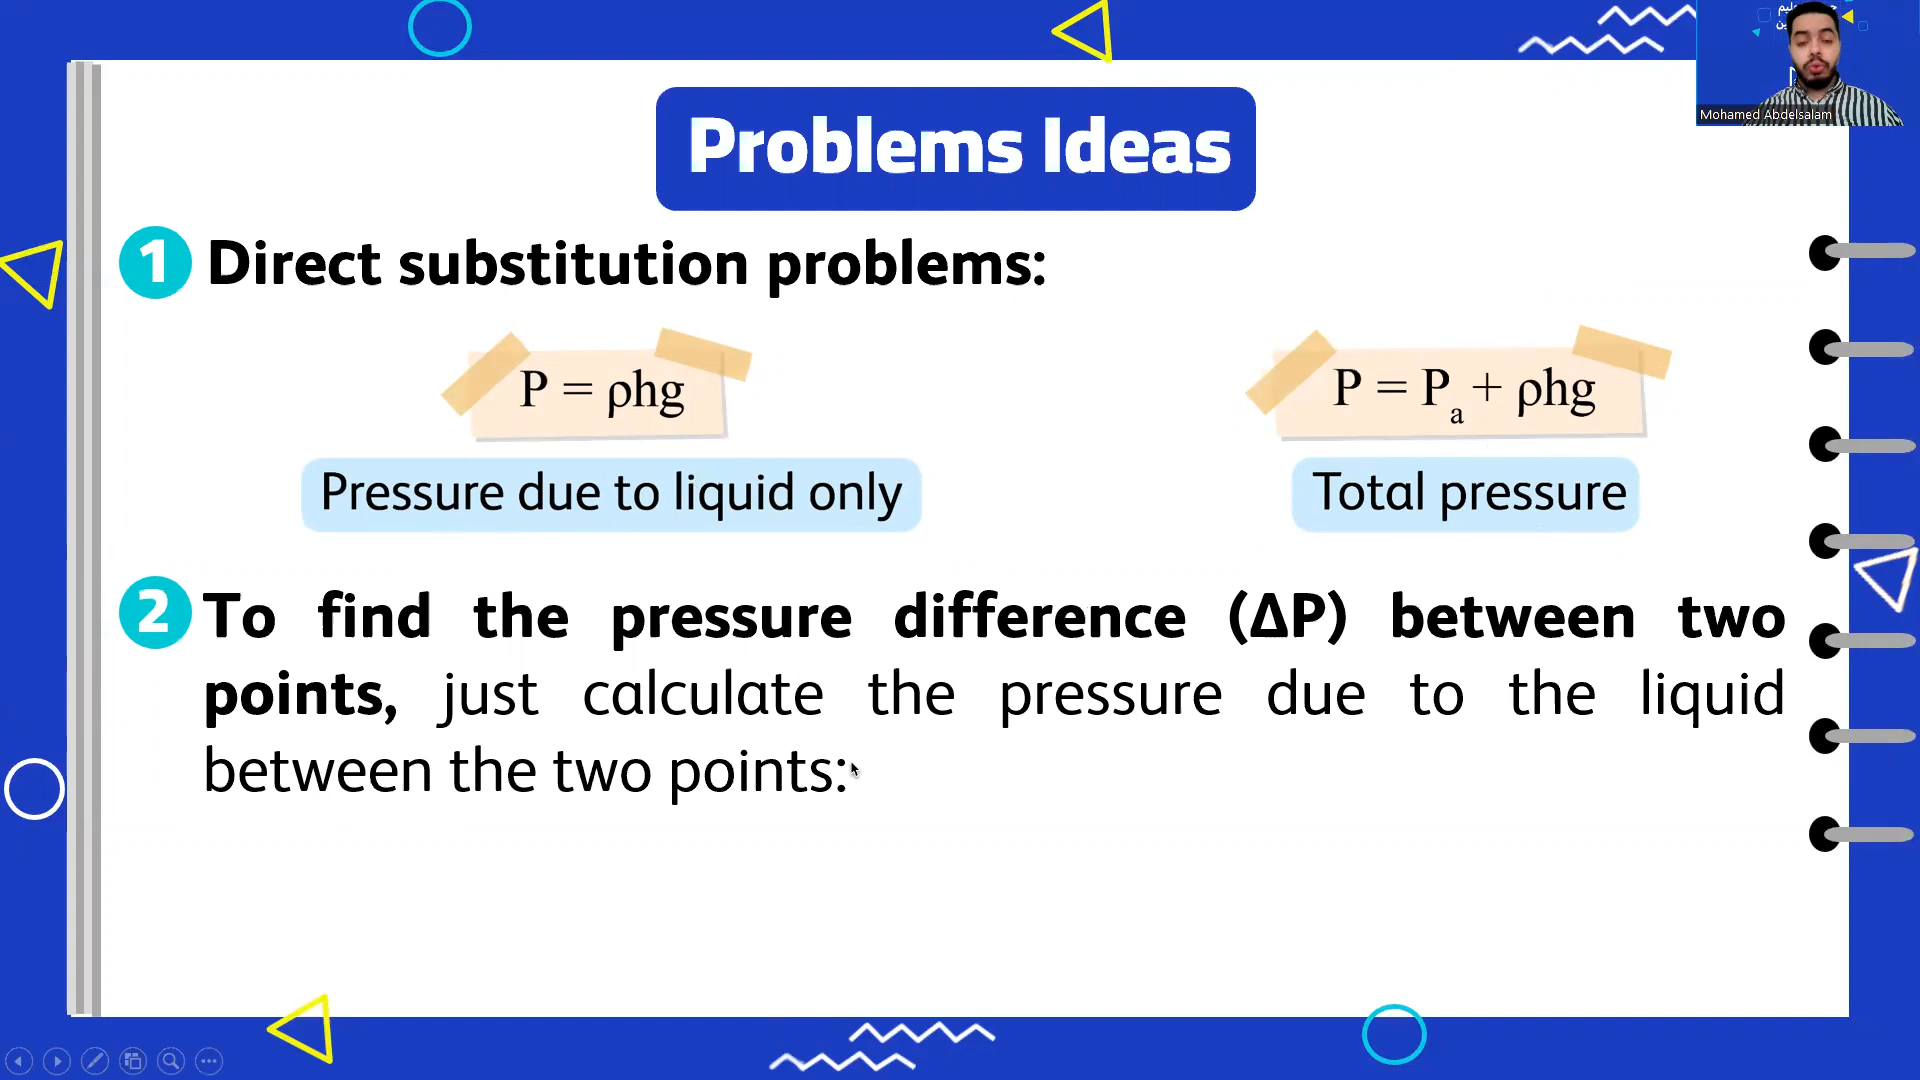 Problems Ideas
1 Direct substitution problems:
P = ρhg
P = Pa + ρhg
Pressure due to liquid only
Total pressure
2 To find the pressure difference (ΔP) between two
points, just calculate the pressure due to the liquid
between the two points:
Mohamed Abdelsalam